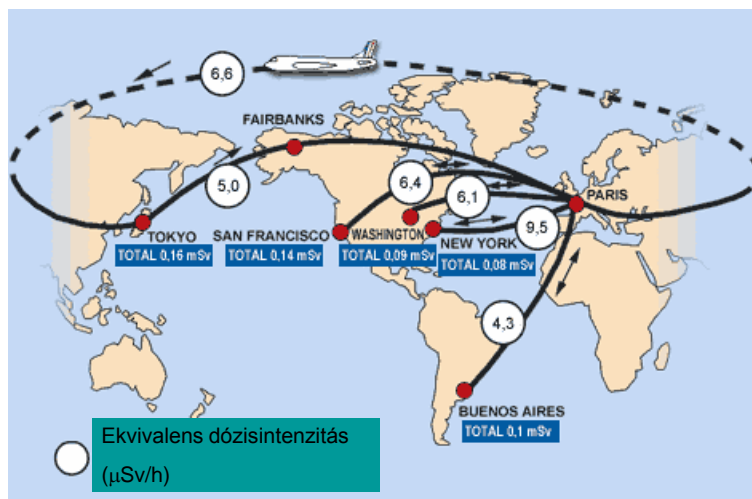 6,6
FAIRBANKS
5,0
6,4
6,1
9,5
PARIS
TOKYO
TOTAL 0,16 mSv
SAN FRANCISCO
TOTAL 0,14 mSv
WASHINGTON
TOTAL 0,09 mSv
NEW YORK
TOTAL 0,08 mSv
4,3
BUENOS AIRES
TOTAL 0,1 mSv
Ekvivalens dózisintenzitás
(μSv/h)